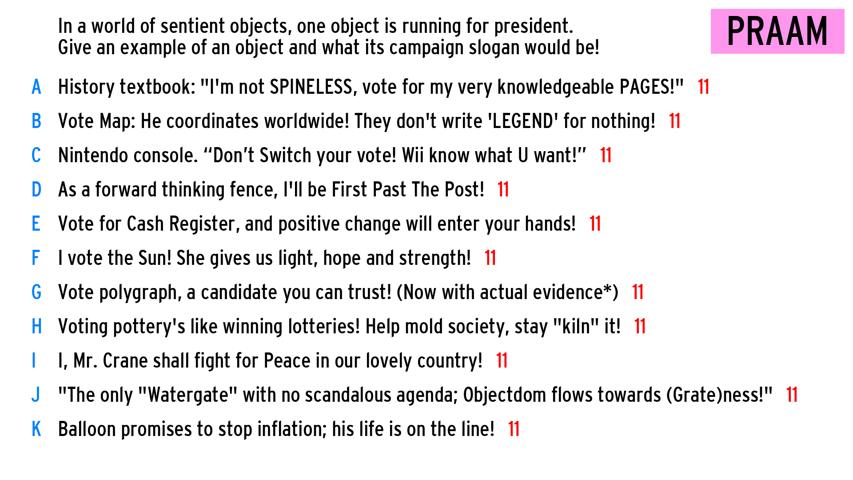 In a world of sentient objects, one object is running for president.
Give an example of an object and what its campaign slogan would be!
PRAAM
A History textbook: "I'm not SPINELESS, vote for my very knowledgeable PAGES!" 11
B Vote Map: He coordinates worldwide! They don't write 'LEGEND' for nothing! 11
C Nintendo console. “Don’t Switch your vote! Wii know what U want!” 11
D As a forward thinking fence, I'll be First Past The Post! 11
E Vote for Cash Register, and positive change will enter your hands! 11
F I vote the Sun! She gives us light, hope and strength! 11
G Vote polygraph, a candidate you can trust! (Now with actual evidence*) 11
H Voting pottery's like winning lotteries! Help mold society, stay "kiln" it! 11
I I, Mr. Crane shall fight for Peace in our lovely country! 11
J "The only "Watergate" with no scandalous agenda; Objectdom flows towards (Grate)ness!" 11
K Balloon promises to stop inflation; his life is on the line! 11